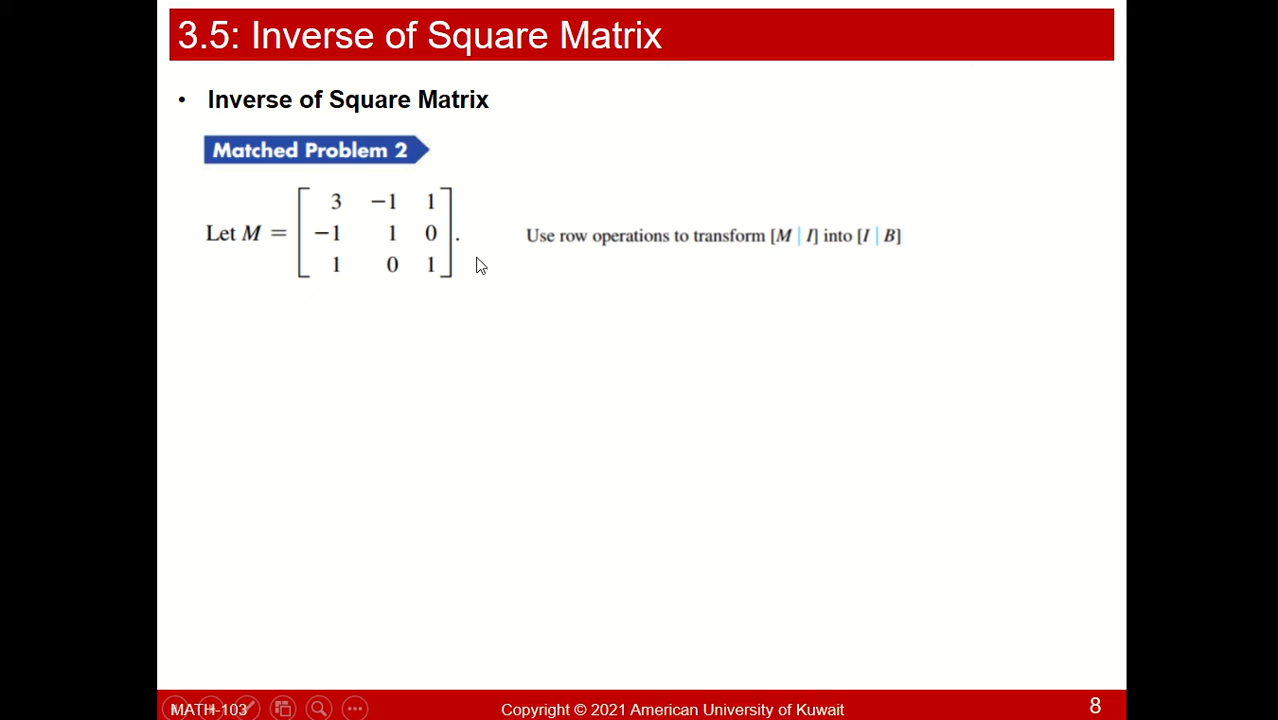 3.5: Inverse of Square Matrix
• Inverse of Square Matrix
Matched Problem 2
Let M = [ 3 −1 1
−1 1 0
1 0 1 ].
Use row operations to transform [M | I] into [I | B]
MATH-103
Copyright © 2021 American University of Kuwait
8